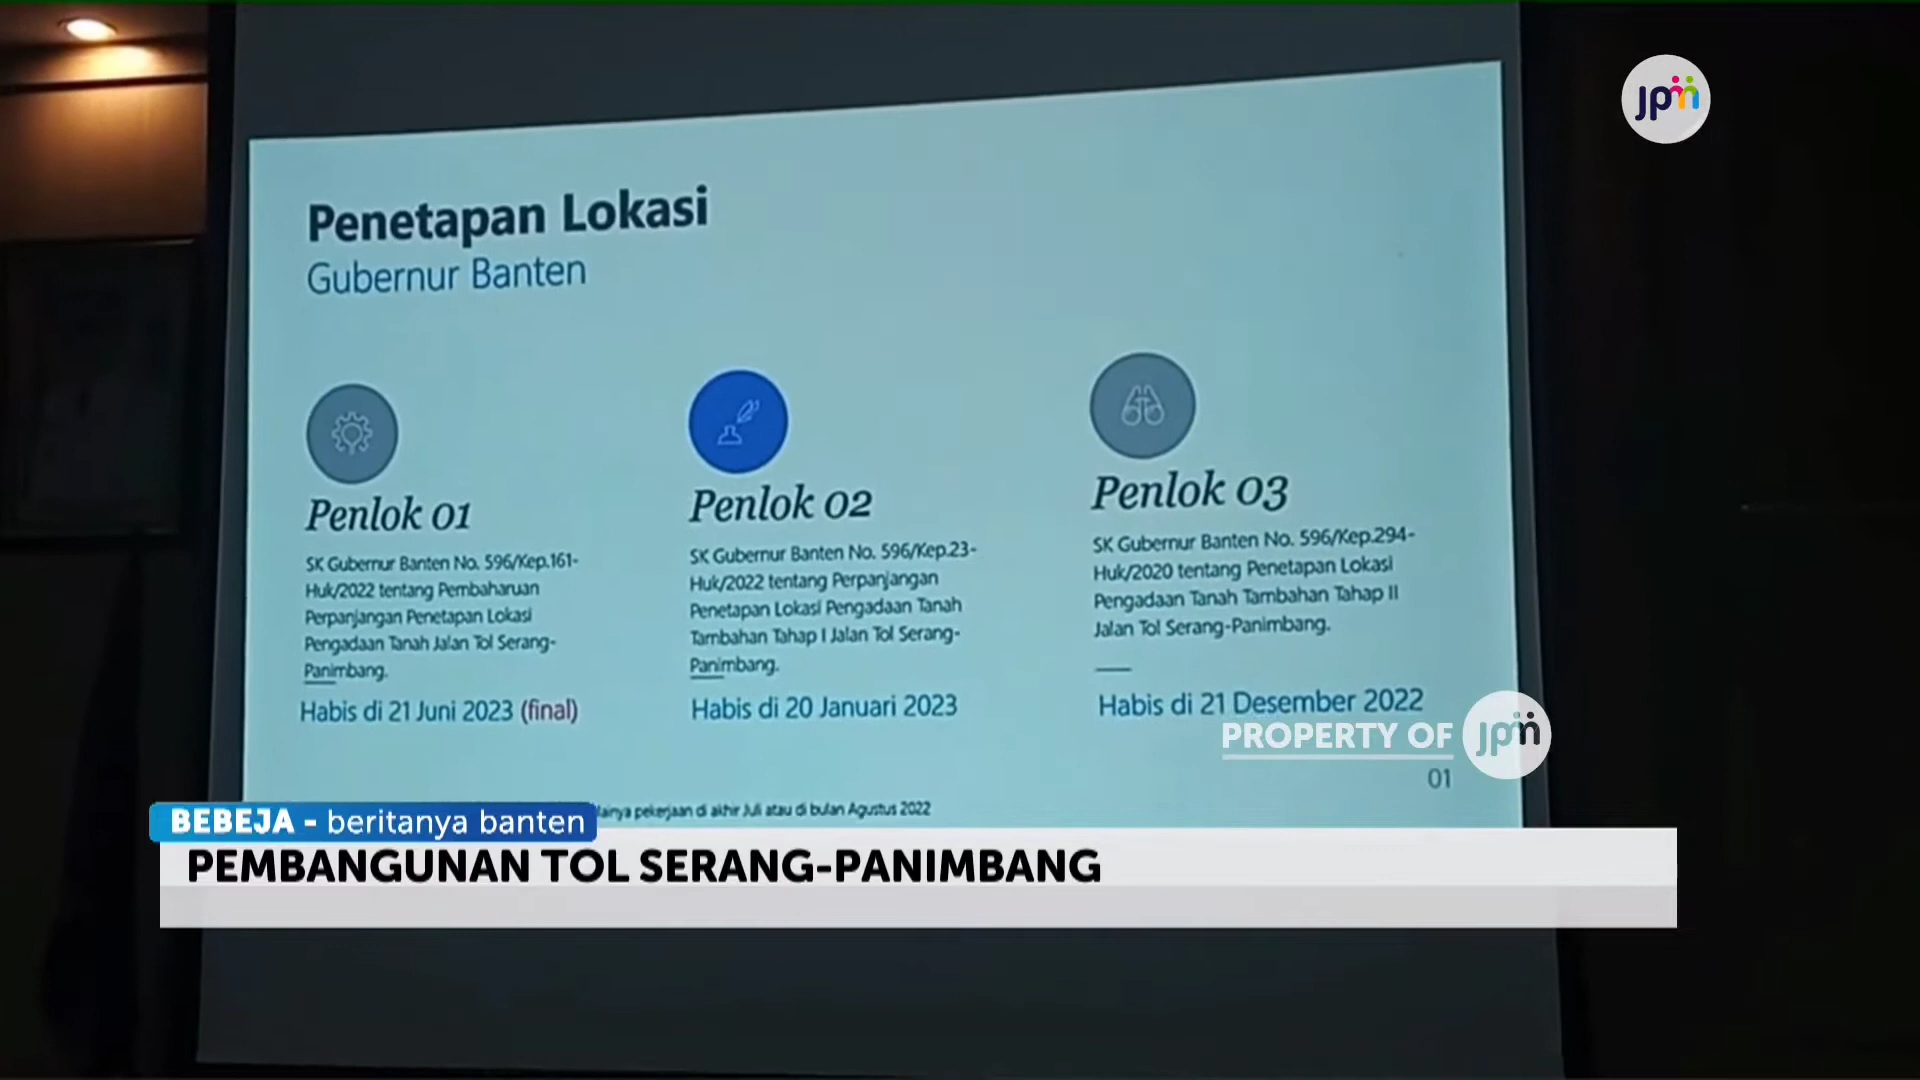 jpm
Penetapan Lokasi
Gubernur Banten
Penlok 01
SK Gubernur Banten No. 596/Kep.161-
Huk/2022 tentang Pembaharuan
Perpanjangan Penetapan Lokasi
Pengadaan Tanah Jalan Tol Serang-
Panimbang.
Habis di 21 Juni 2023 (final)
Penlok 02
SK Gubernur Banten No. 596/Kep.23-
Huk/2022 tentang Perpanjangan
Penetapan Lokasi Pengadaan Tanah
Tambahan Tahap I Jalan Tol Serang-
Panimbang.
Habis di 20 Januari 2023
Penlok 03
SK Gubernur Banten No. 596/Kep.294-
Huk/2020 tentang Penetapan Lokasi
Pengadaan Tanah Tambahan Tahap II
Jalan Tol Serang-Panimbang.
Habis di 21 Desember 2022
PROPERTY OF jpm
01
pekerjaan di akhir Juli atau di bulan Agustus 2022
BEBEJA - beritanya banten
PEMBANGUNAN TOL SERANG-PANIMBANG